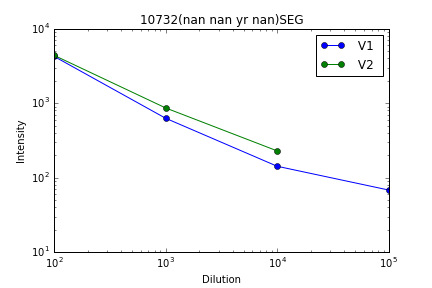 10732(nan nan yr nan)SEG
10^4
V1
V2
10^3
Intensity
10^2
10^1
10^2 10^3 10^4 10^5
Dilution